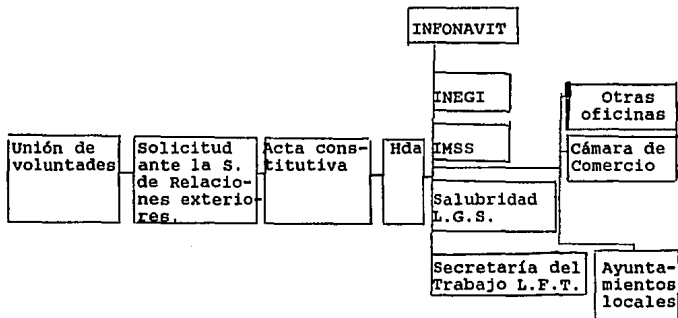 INFONAVIT
INEGI
Otras
oficinas
Unión de
voluntades
Solicitud
ante la S.
de Relacio-
nes exterio-
res.
Acta cons-
titutiva
Hda
IMSS
Cámara de
Comercio
Salubridad
L.G.S.
Secretaría del
Trabajo L.F.T.
Ayunta-
mientos
locales